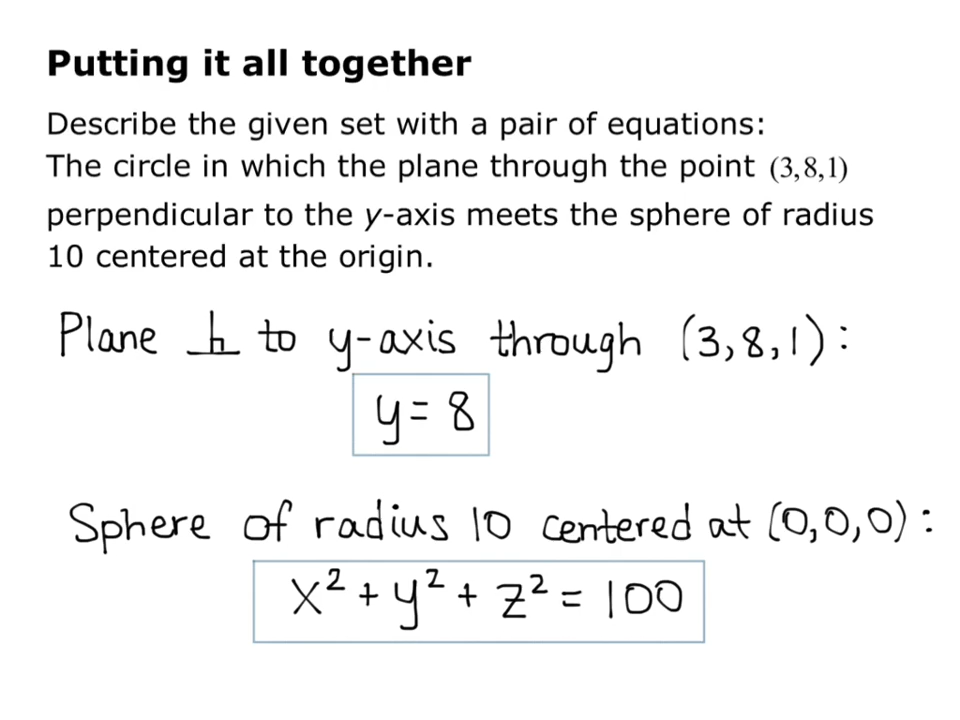 Putting it all together
Describe the given set with a pair of equations:
The circle in which the plane through the point (3,8,1)
perpendicular to the y-axis meets the sphere of radius
10 centered at the origin.
Plane ⊥ to y-axis through (3,8,1):
y = 8
Sphere of radius 10 centered at (0,0,0):
x² + y² + z² = 100